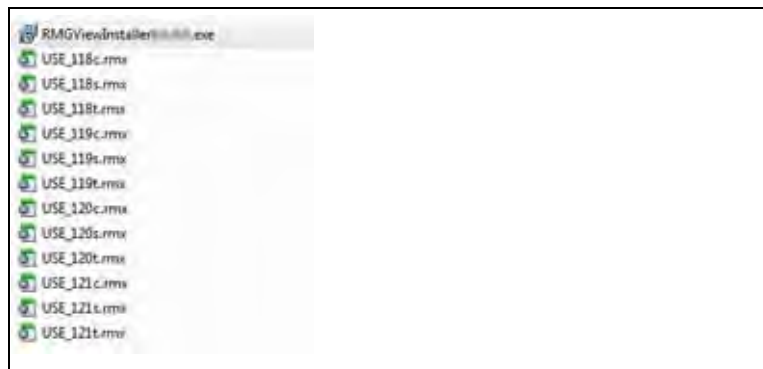 RMGViewInstaller .exe
USE_118c.rmx
USE_118s.rmx
USE_118t.rmx
USE_119c.rmx
USE_119s.rmx
USE_119t.rmx
USE_120c.rmx
USE_120s.rmx
USE_120t.rmx
USE_121c.rmx
USE_121s.rmx
USE_121t.rmx